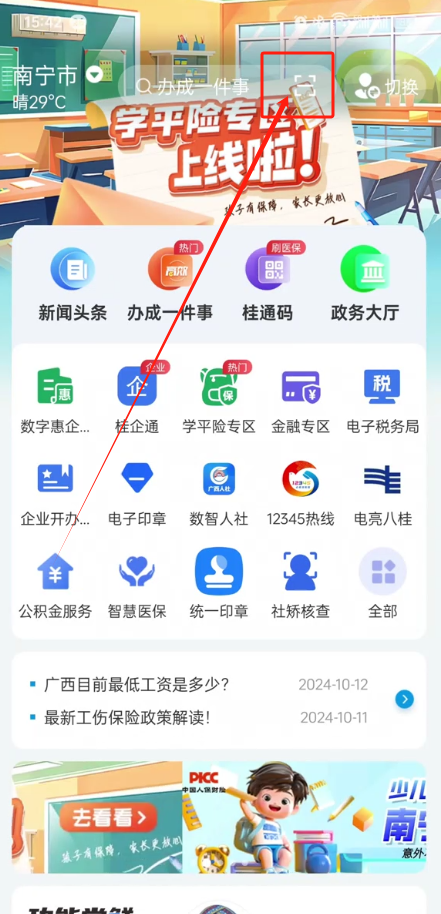 15:42
南宁市
晴29°C
办成一件事
切换
学平险专区
上线啦!
孩子有保障,家长更放心
热门
刷医保
新闻头条
办成一件事
桂通码
政务大厅
惠
企业
企
热门
保
税
数字惠企...
桂企通
学平险专区
金融专区
电子税务局
广西人社
12345
企业开办...
电子印章
数智人社
12345热线
电亮八桂
公积金服务
智慧医保
统一印章
社矫核查
全部
广西目前最低工资是多少?
2024-10-12
最新工伤保险政策解读!
2024-10-11
去看看
孩子有保障,家长更放心
PICC
中国人保财险
少儿
南宁
意外